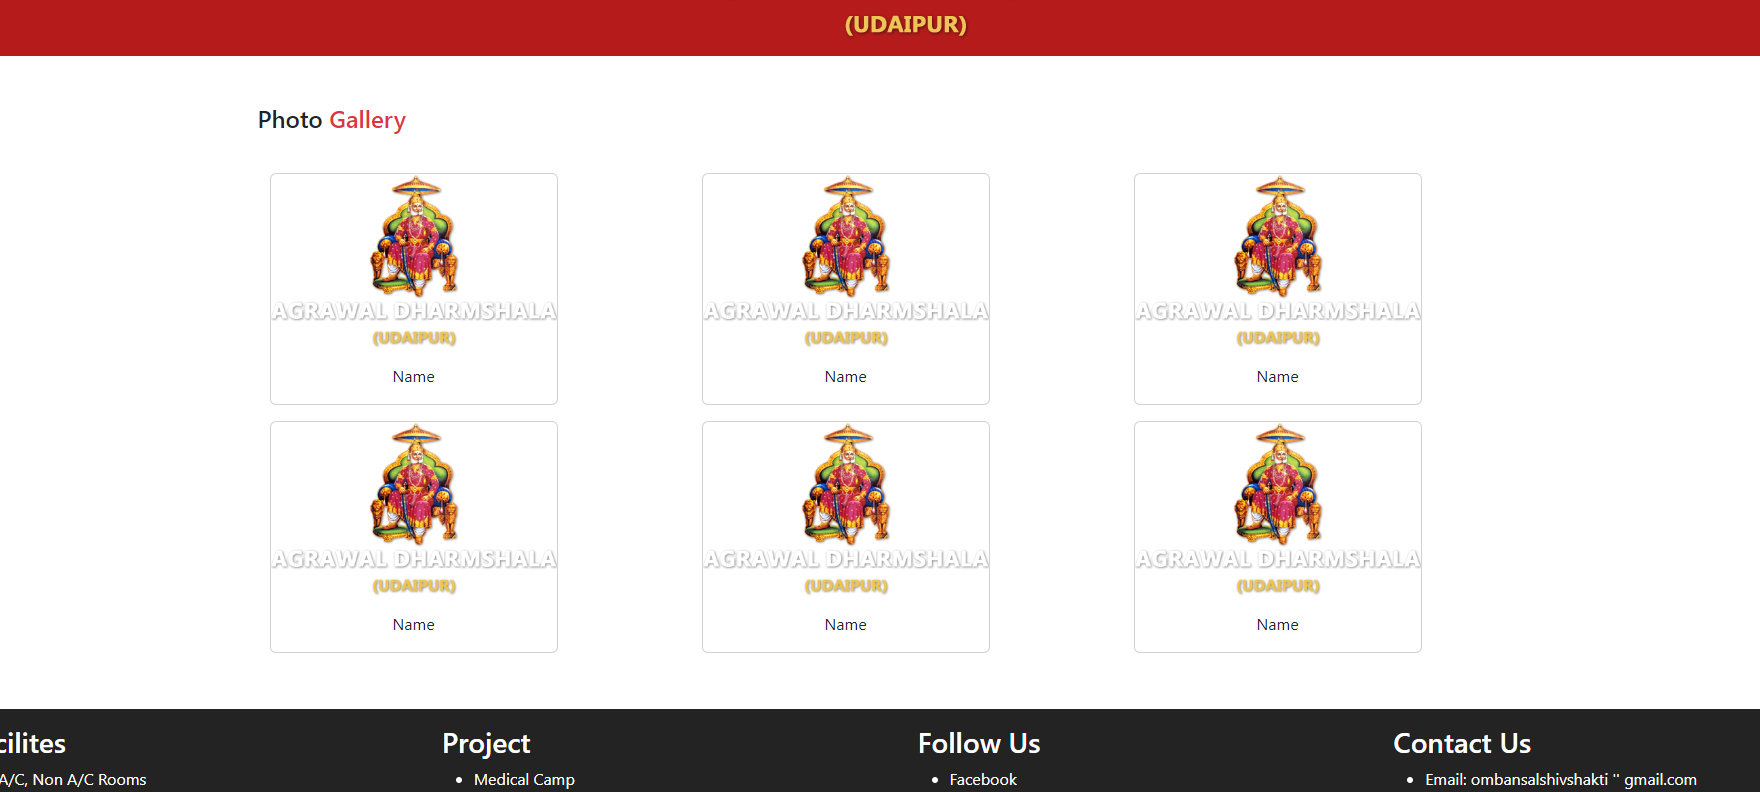 (UDAIPUR)
Photo Gallery
AGRAWAL DHARMSHALA
(UDAIPUR)
Name
AGRAWAL DHARMSHALA
(UDAIPUR)
Name
AGRAWAL DHARMSHALA
(UDAIPUR)
Name
AGRAWAL DHARMSHALA
(UDAIPUR)
Name
AGRAWAL DHARMSHALA
(UDAIPUR)
Name
AGRAWAL DHARMSHALA
(UDAIPUR)
Name
cilites
A/C, Non A/C Rooms
Project
Medical Camp
Follow Us
Facebook
Contact Us
Email: ombansalshivshakti '' gmail.com